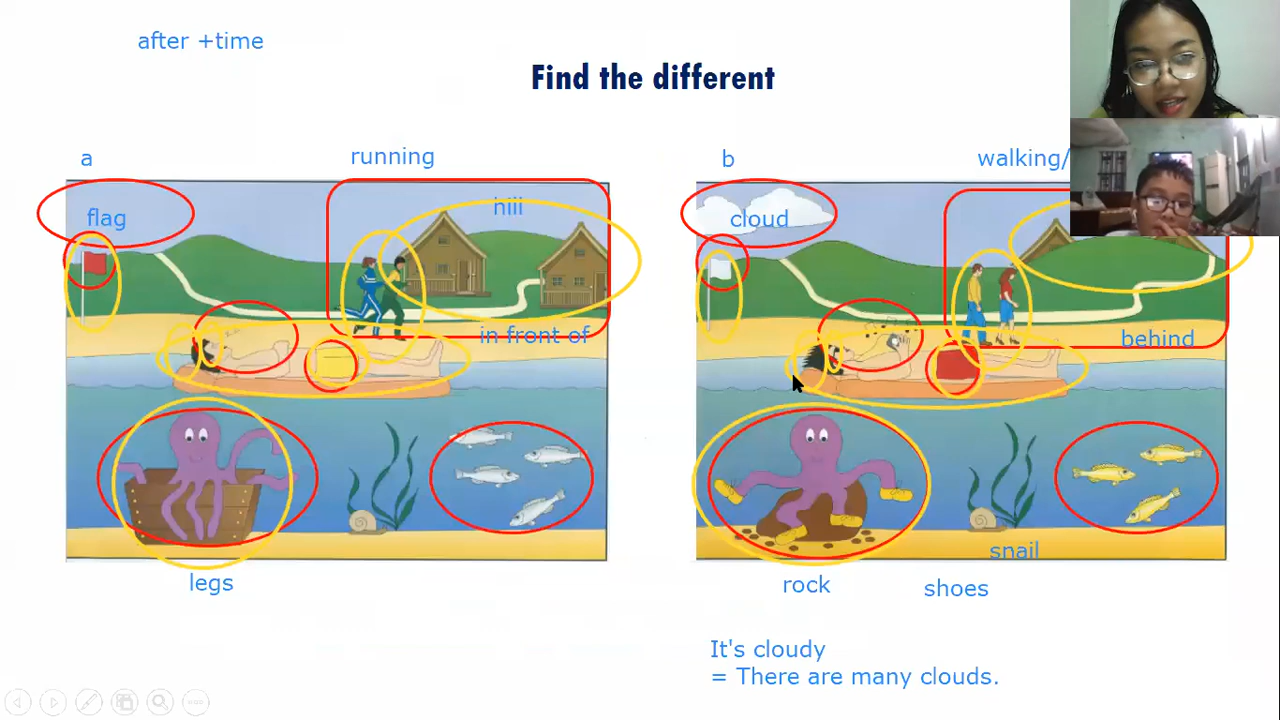 after +time
Find the different
a
running
b
walking/
flag
hill
cloud
in front of
behind
snail
legs
rock
shoes
It's cloudy
= There are many clouds.